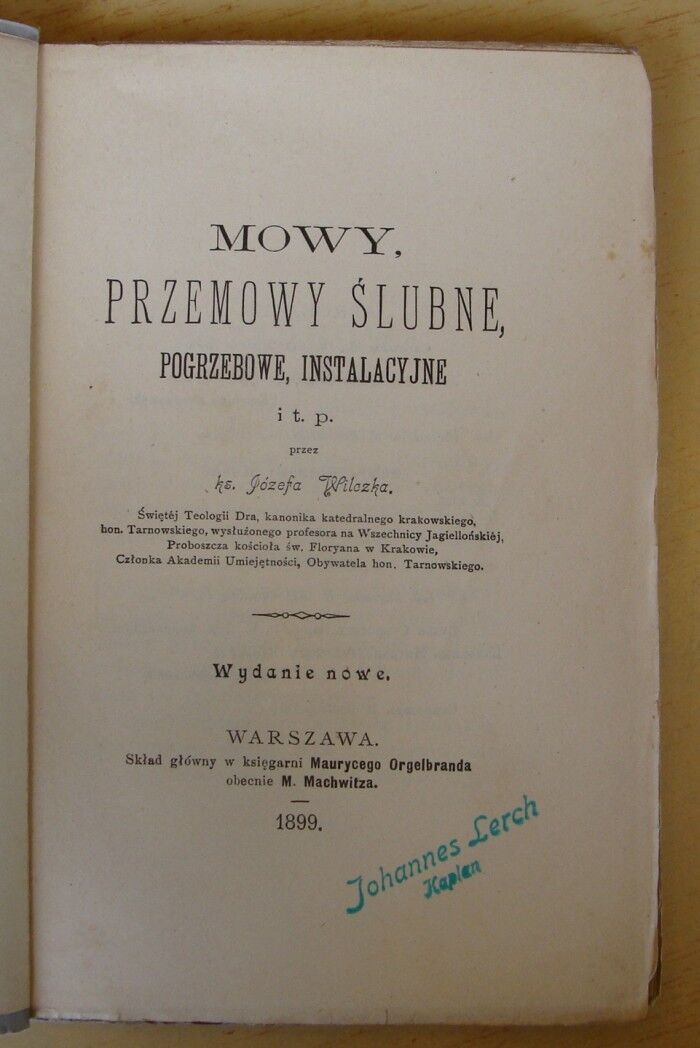 MOWY,
PRZEMOWY ŚLUBNE,
POGRZEBOWE, INSTALACYJNE
i t. p.
przez
ks. Józefa Wilczka.
Świętéj Teologii Dra, kanonika katedralnego krakowskiego,
hon. Tarnowskiego, wysłużonego profesora na Wszechnicy Jagiellońskiéj,
Proboszcza kościoła św. Floryana w Krakowie,
Członka Akademii Umiejętności, Obywatela hon. Tarnowskiego.
Wydanie nowe.
WARSZAWA.
Skład główny w księgarni Maurycego Orgelbranda
obecnie M. Machwitza.
1899.
Johannes Lerch
Kaplan